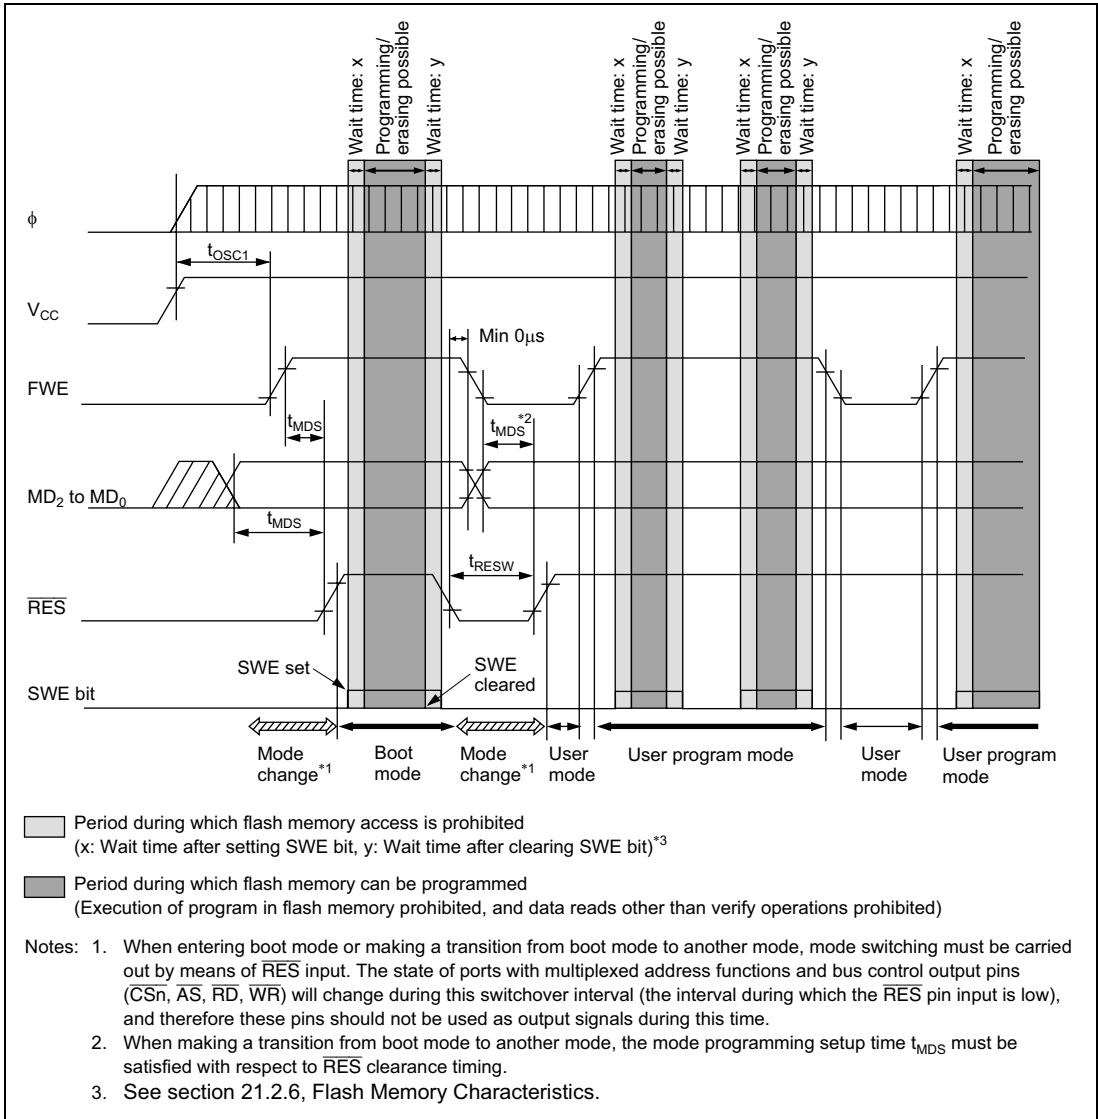 Wait time: x
Programming/
erasing possible
Wait time: y
Wait time: x
Programming/
erasing possible
Wait time: y
Wait time: x
Programming/
erasing possible
Wait time: y
Wait time: x
Programming/
erasing possible
ϕ
tOSC1
VCC
Min 0μs
FWE
tMDS
tMDS*2
MD2 to MD0
tMDS
tRESW
RES
SWE set
SWE
cleared
SWE bit
Mode
change*1
Boot
mode
Mode
change*1
User
mode
User program mode
User
mode
User program
mode
Period during which flash memory access is prohibited
(x: Wait time after setting SWE bit, y: Wait time after clearing SWE bit)*3
Period during which flash memory can be programmed
(Execution of program in flash memory prohibited, and data reads other than verify operations prohibited)
Notes: 1. When entering boot mode or making a transition from boot mode to another mode, mode switching must be carried
out by means of RES input. The state of ports with multiplexed address functions and bus control output pins
(CSn, AS, RD, WR) will change during this switchover interval (the interval during which the RES pin input is low),
and therefore these pins should not be used as output signals during this time.
2. When making a transition from boot mode to another mode, the mode programming setup time tMDS must be
satisfied with respect to RES clearance timing.
3. See section 21.2.6, Flash Memory Characteristics.